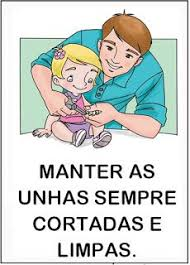 MANTER AS
UNHAS SEMPRE
CORTADAS E
LIMPAS.